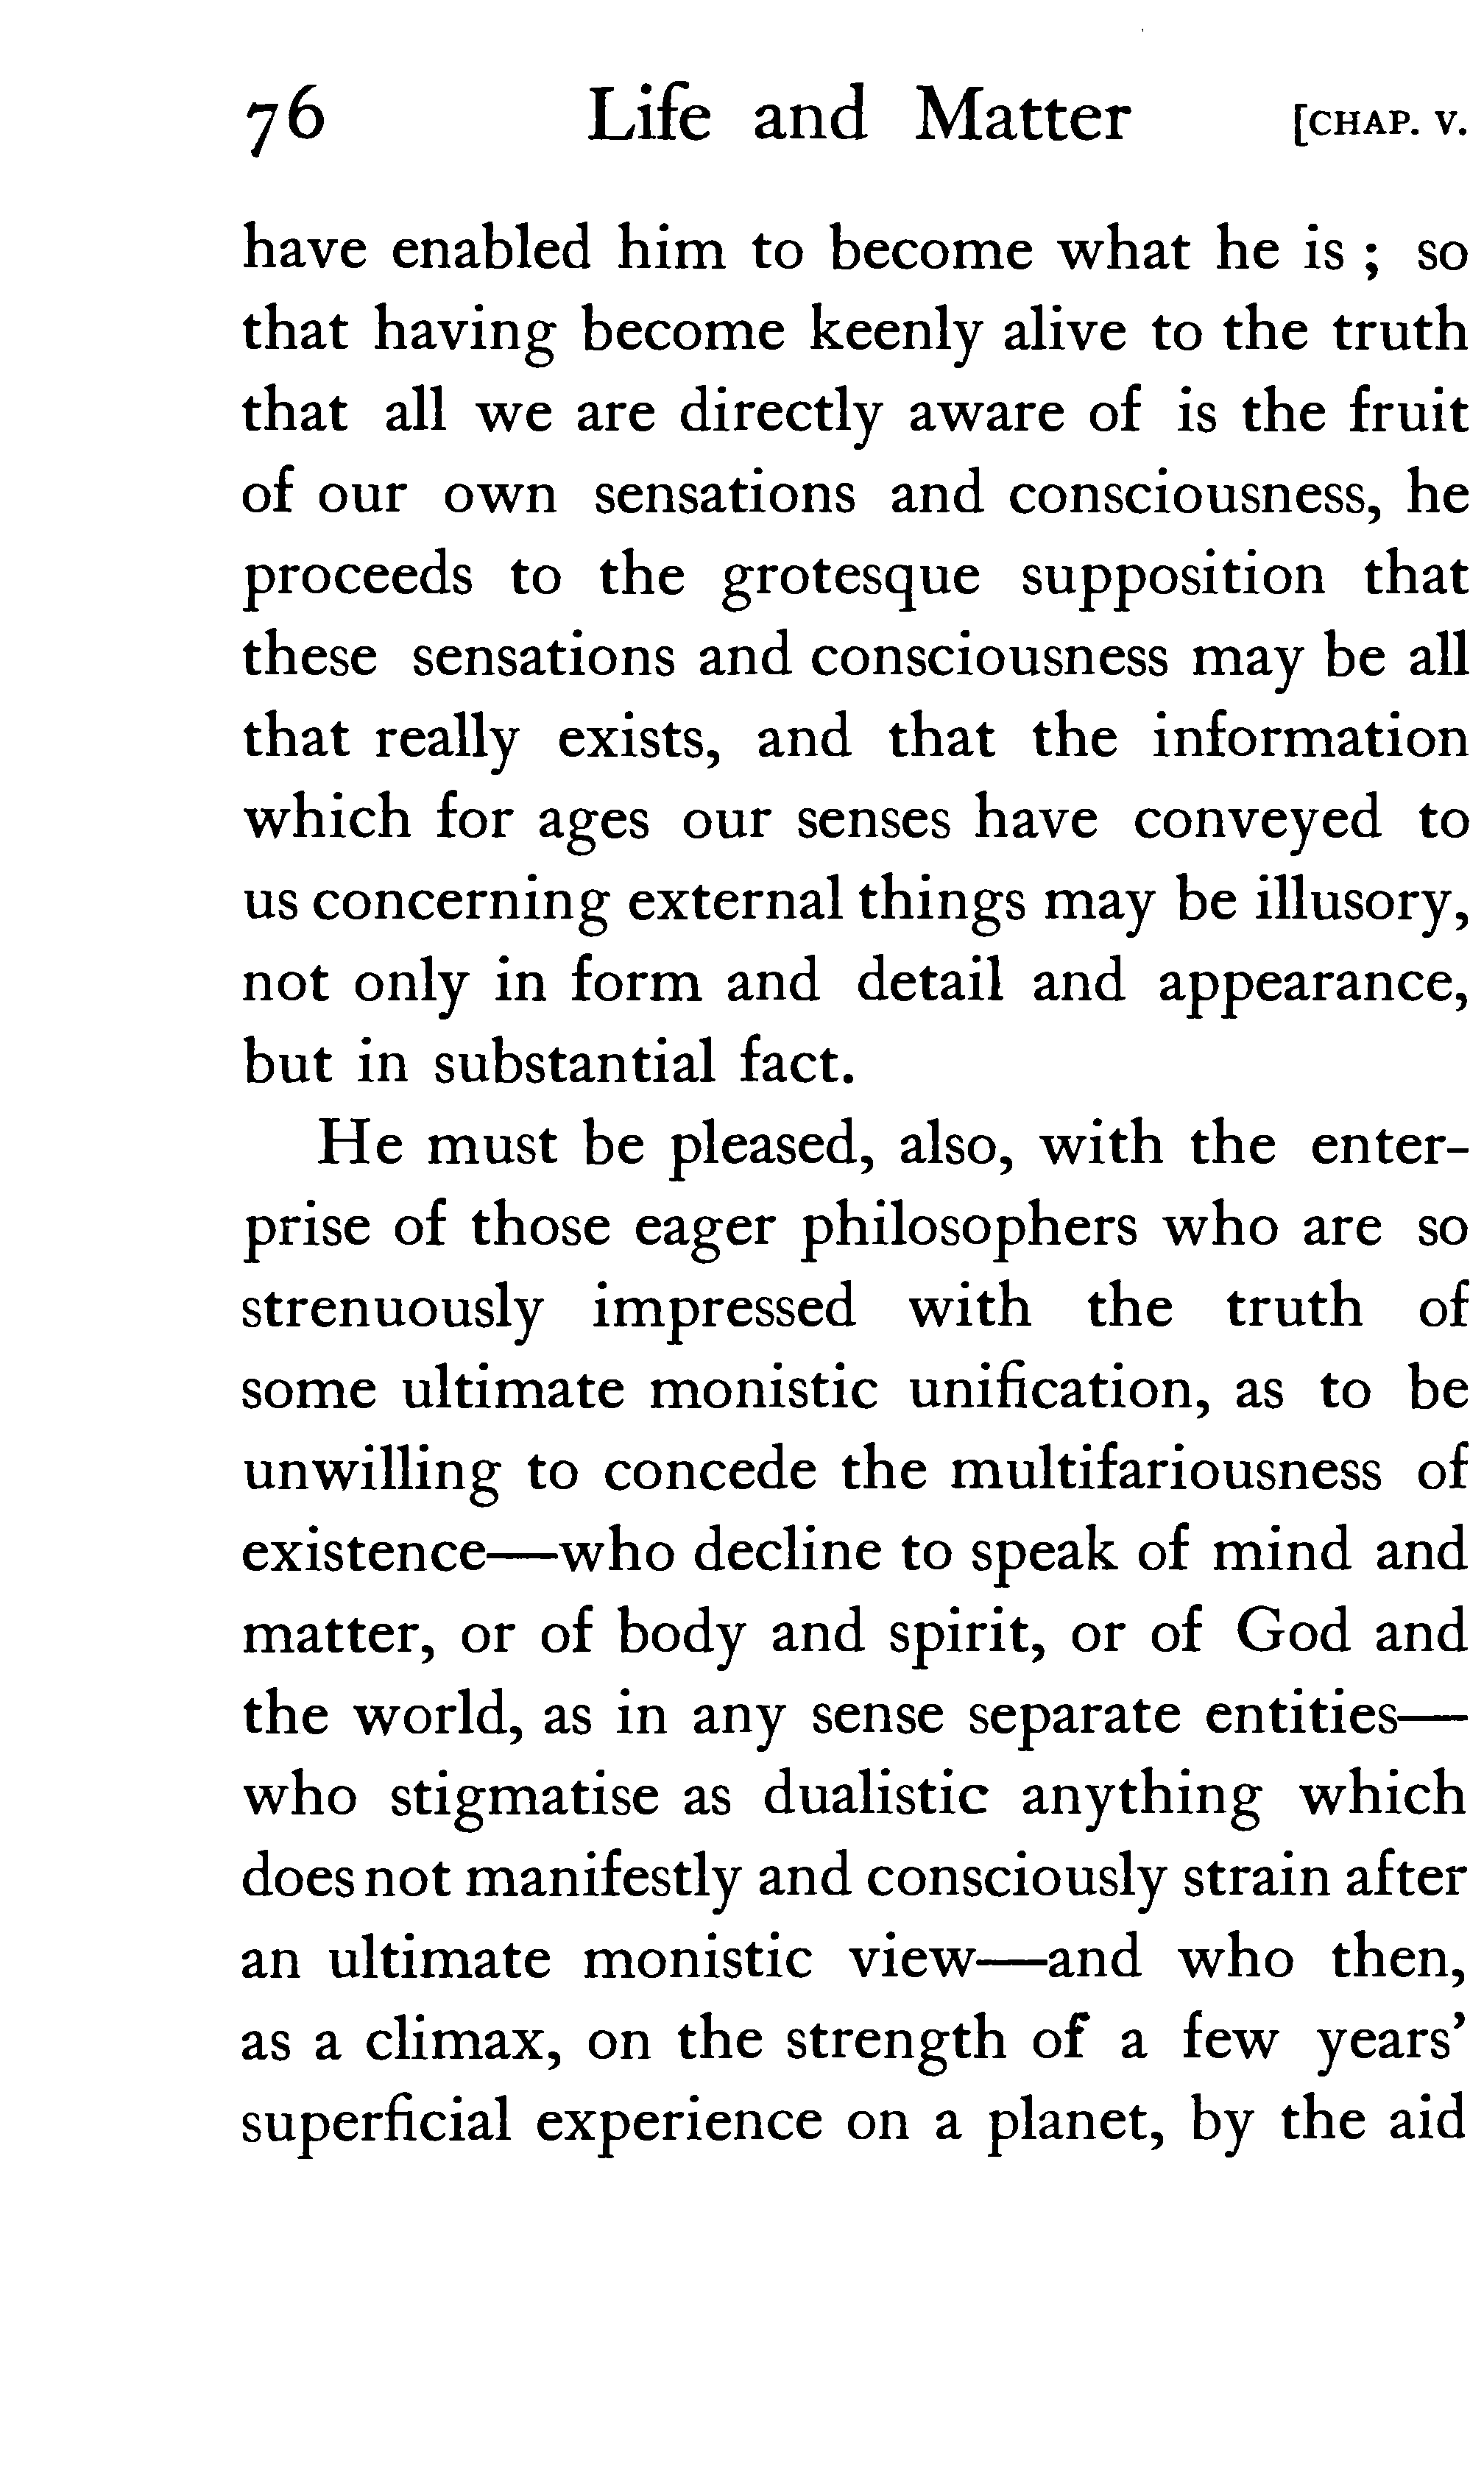 76 Life and Matter [CHAP. V.
have enabled him to become what he is ; so
that having become keenly alive to the truth
that all we are directly aware of is the fruit
of our own sensations and consciousness, he
proceeds to the grotesque supposition that
these sensations and consciousness may be all
that really exists, and that the information
which for ages our senses have conveyed to
us concerning external things may be illusory,
not only in form and detail and appearance,
but in substantial fact.
He must be pleased, also, with the enter-
prise of those eager philosophers who are so
strenuously impressed with the truth of
some ultimate monistic unification, as to be
unwilling to concede the multifariousness of
existence—who decline to speak of mind and
matter, or of body and spirit, or of God and
the world, as in any sense separate entities—
who stigmatise as dualistic anything which
does not manifestly and consciously strain after
an ultimate monistic view—and who then,
as a climax, on the strength of a few years'
superficial experience on a planet, by the aid